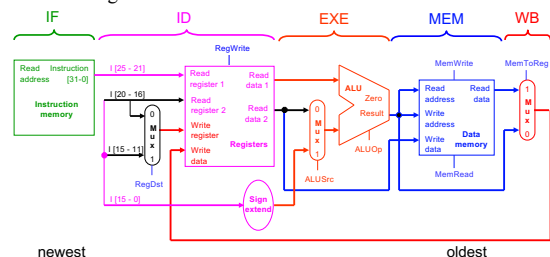 IF
ID
EXE
MEM
WB
RegWrite
MemWrite
MemToReg
Read address
Instruction [31-0]
Instruction memory
I [25 - 21]
I [20 - 16]
I [15 - 11]
I [15 - 0]
0
M
u
x
1
RegDst
Read register 1
Read data 1
Read register 2
Read data 2
Write register
Write data
Registers
Sign extend
0
M
u
x
1
ALUSrc
ALU
Zero
Result
ALUOp
Read address
Read data
Write address
Write data
Data memory
MemRead
1
M
u
x
0
newest
oldest